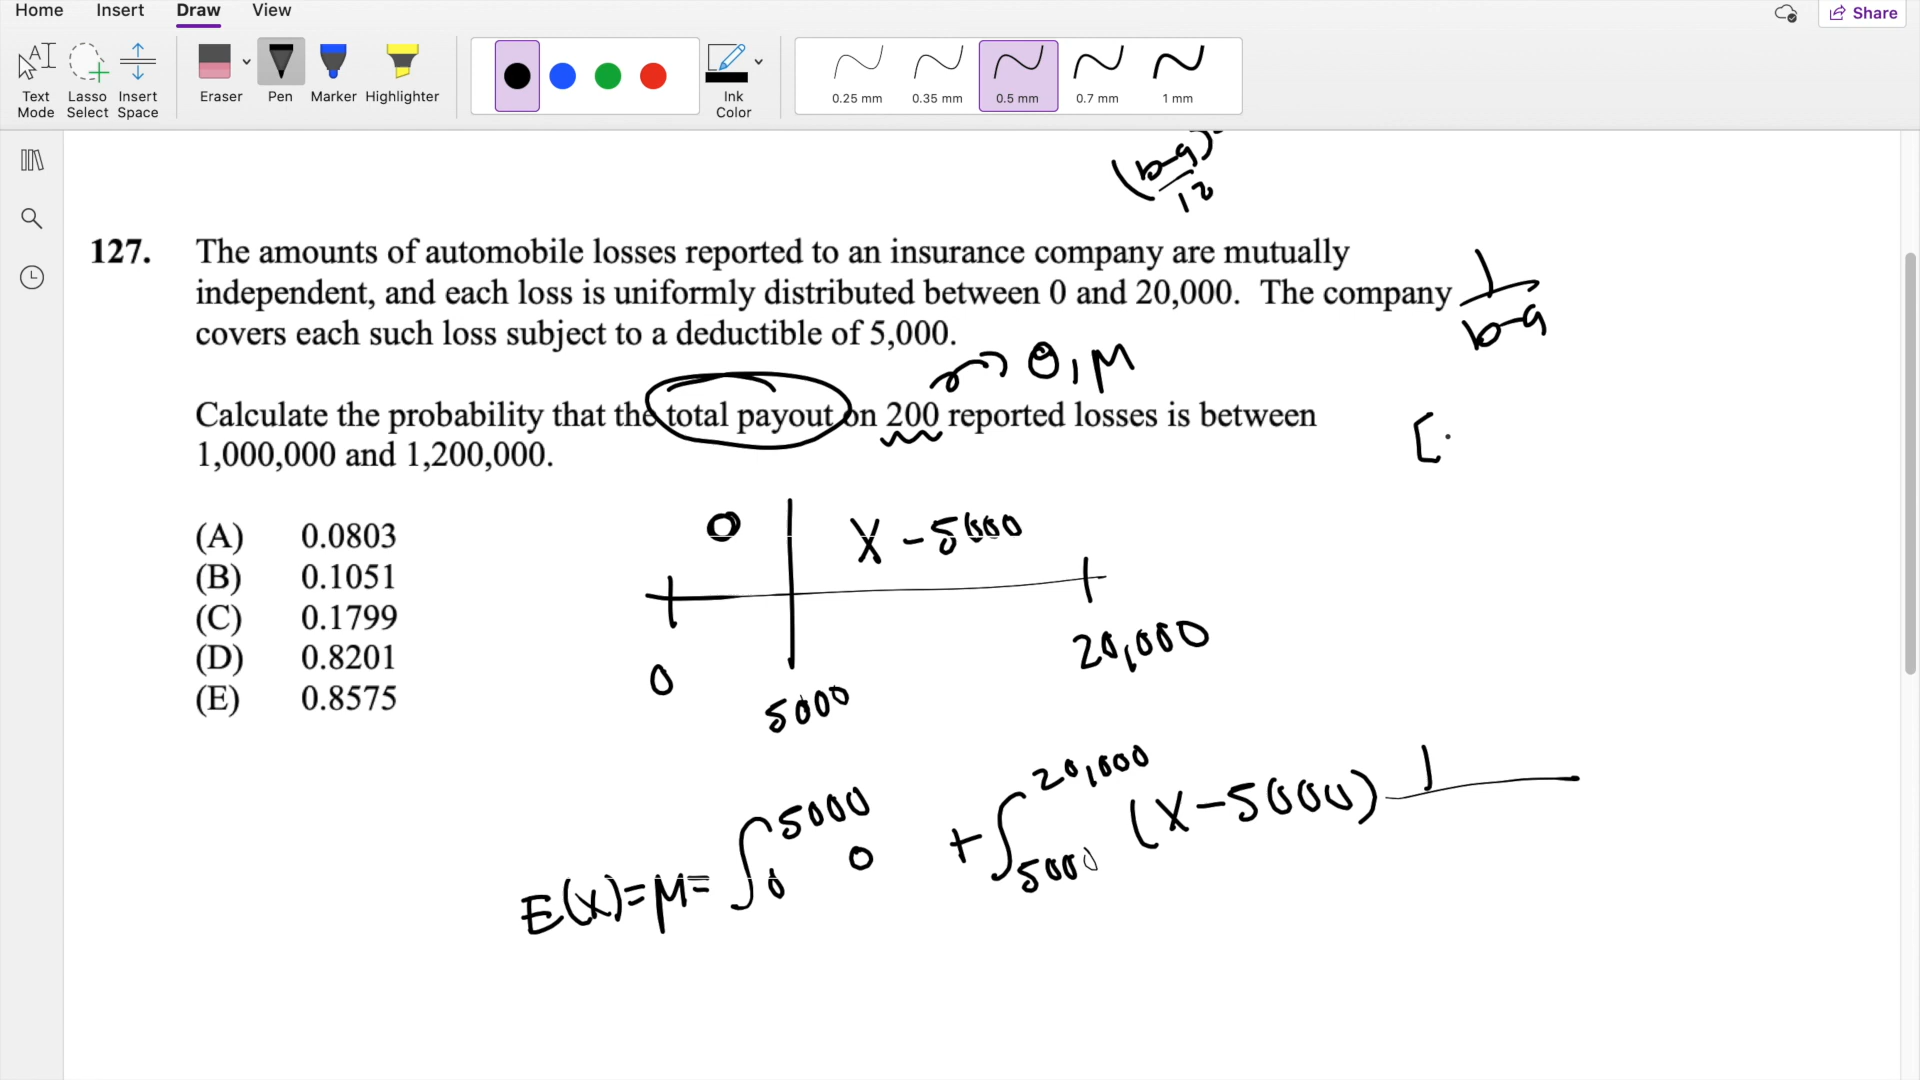 Home Insert Draw View
Share
Text Mode
Lasso Select
Insert Space
Eraser
Pen
Marker
Highlighter
Ink Color
0.25 mm
0.35 mm
0.5 mm
0.7 mm
1 mm
(b-a)
12
127. The amounts of automobile losses reported to an insurance company are mutually
independent, and each loss is uniformly distributed between 0 and 20,000. The company
covers each such loss subject to a deductible of 5,000.
1
b-a
Calculate the probability that the total payout on 200 reported losses is between
1,000,000 and 1,200,000.
(A) 0.0803
(B) 0.1051
(C) 0.1799
(D) 0.8201
(E) 0.8575
0
X - 5000
0
5000
20,000
E(X) = μ = ∫ 0 5000 0 + ∫ 5000 20,000 (X - 5000) 1